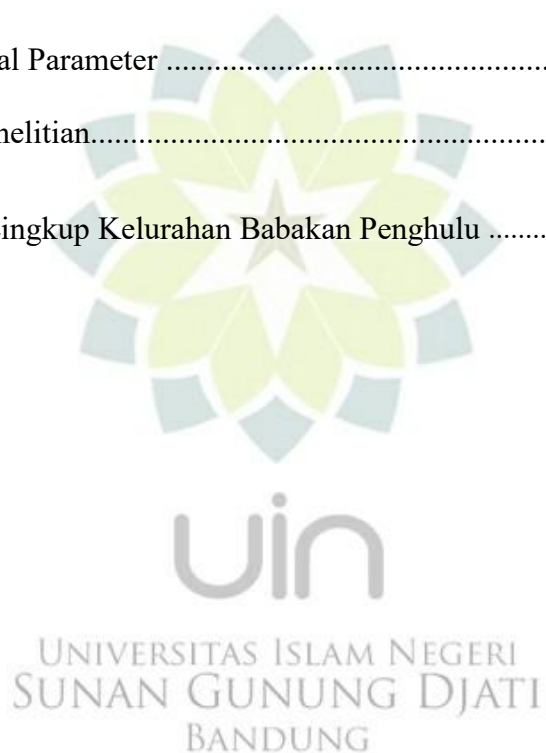 al Parameter ................................................
nelitian..........................................................
ingkup Kelurahan Babakan Penghulu .........
uin
UNIVERSITAS ISLAM NEGERI
SUNAN GUNUNG DJATI
BANDUNG